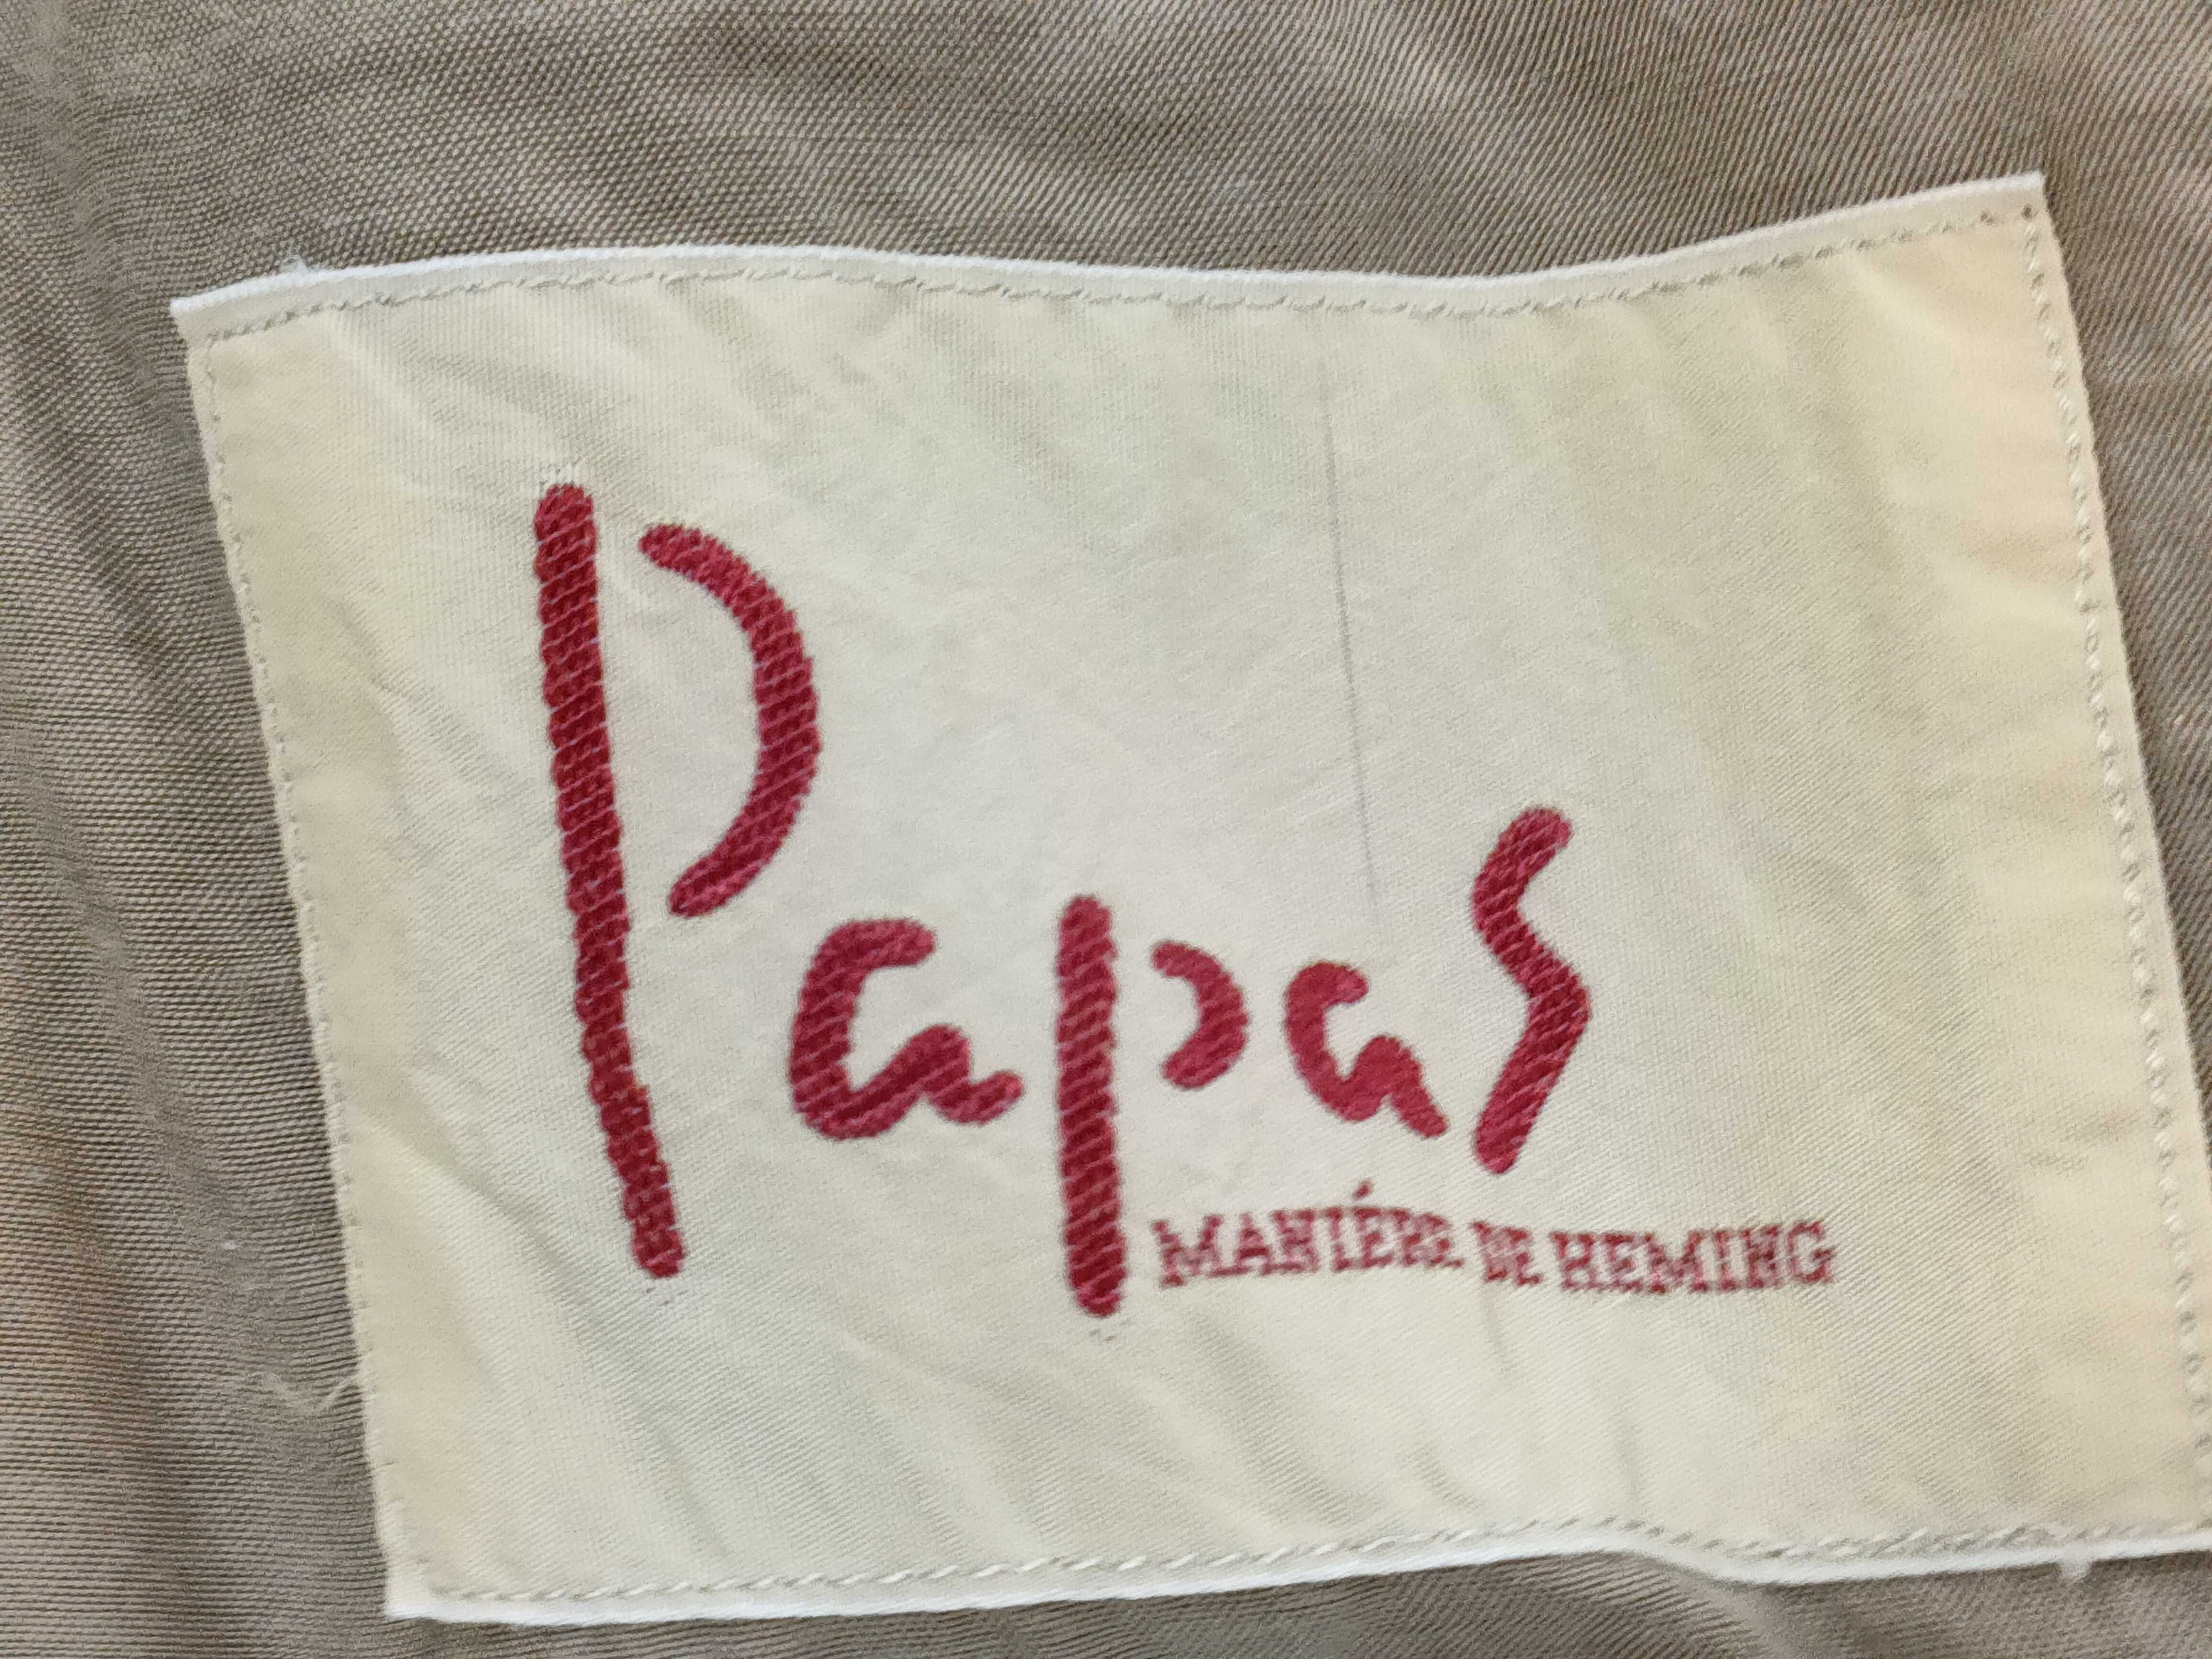 Papas
MANIÉRE DE HEMING